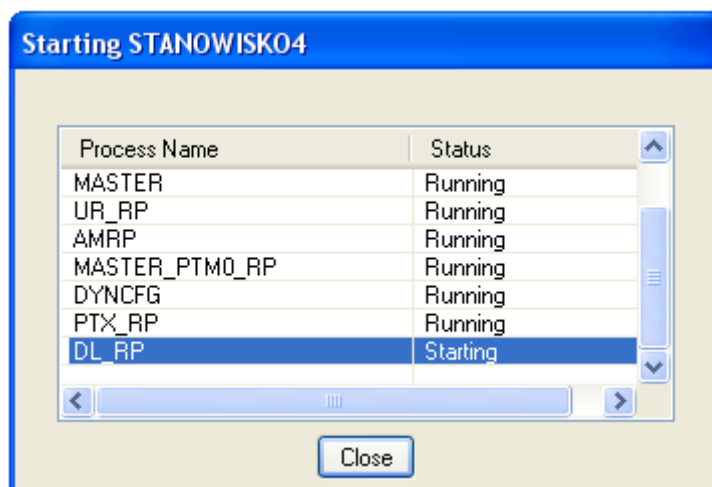 Starting STANOWISKO4
Process Name Status
MASTER Running
UR_RP Running
AMRP Running
MASTER_PTM0_RP Running
DYNCFG Running
PTX_RP Running
DL_RP Starting
Close